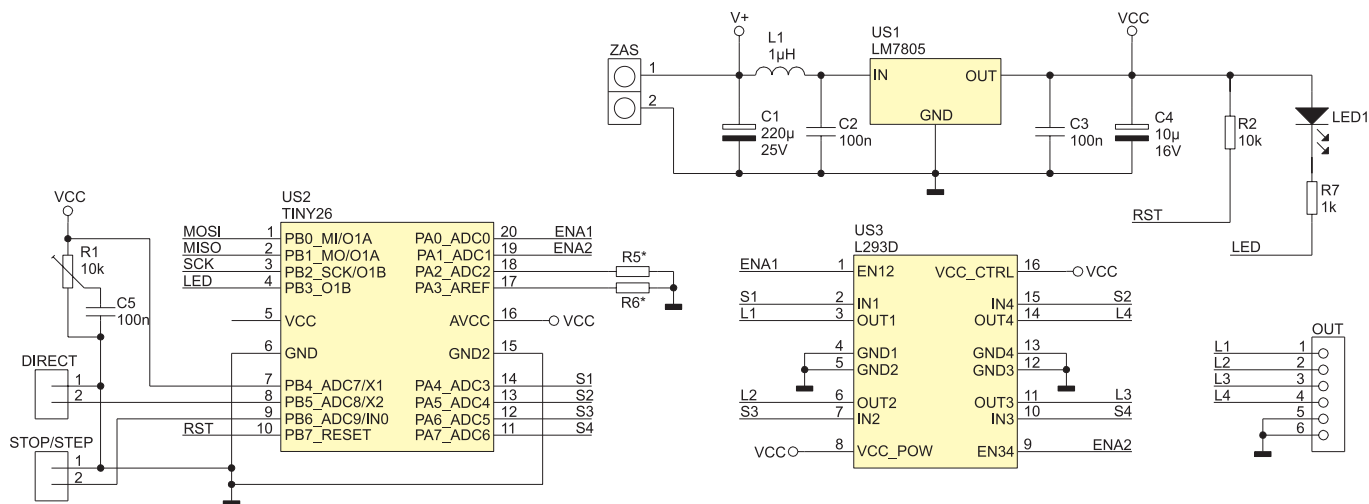 V+
VCC
ZAS
1
2
L1
1µH
US1
LM7805
IN
OUT
GND
C1
220µ
25V
C2
100n
C3
100n
C4
10µ
16V
R2
10k
LED1
R7
1k
RST
LED
VCC
R1
10k
C5
100n
DIRECT
1
2
STOP/STEP
1
2
US2
TINY26
MOSI 1 PB0_MI/O1A PA0_ADC0 20 ENA1
MISO 2 PB1_MO/O1A PA1_ADC1 19 ENA2
SCK 3 PB2_SCK/O1B PA2_ADC2 18
LED 4 PB3_O1B PA3_AREF 17
5 VCC AVCC 16 VCC
6 GND GND2 15
7 PB4_ADC7/X1 PA4_ADC3 14 S1
8 PB5_ADC8/X2 PA5_ADC4 13 S2
9 PB6_ADC9/IN0 PA6_ADC5 12 S3
RST 10 PB7_RESET PA7_ADC6 11 S4
R5*
R6*
US3
L293D
ENA1 1 EN12 VCC_CTRL 16 VCC
S1 2 IN1 IN4 15 S2
L1 3 OUT1 OUT4 14 L4
4 GND1 GND4 13
5 GND2 GND3 12
L2 6 OUT2 OUT3 11 L3
S3 7 IN2 IN3 10 S4
VCC 8 VCC_POW EN34 9 ENA2
OUT
L1 1
L2 2
L3 3
L4 4
5
6